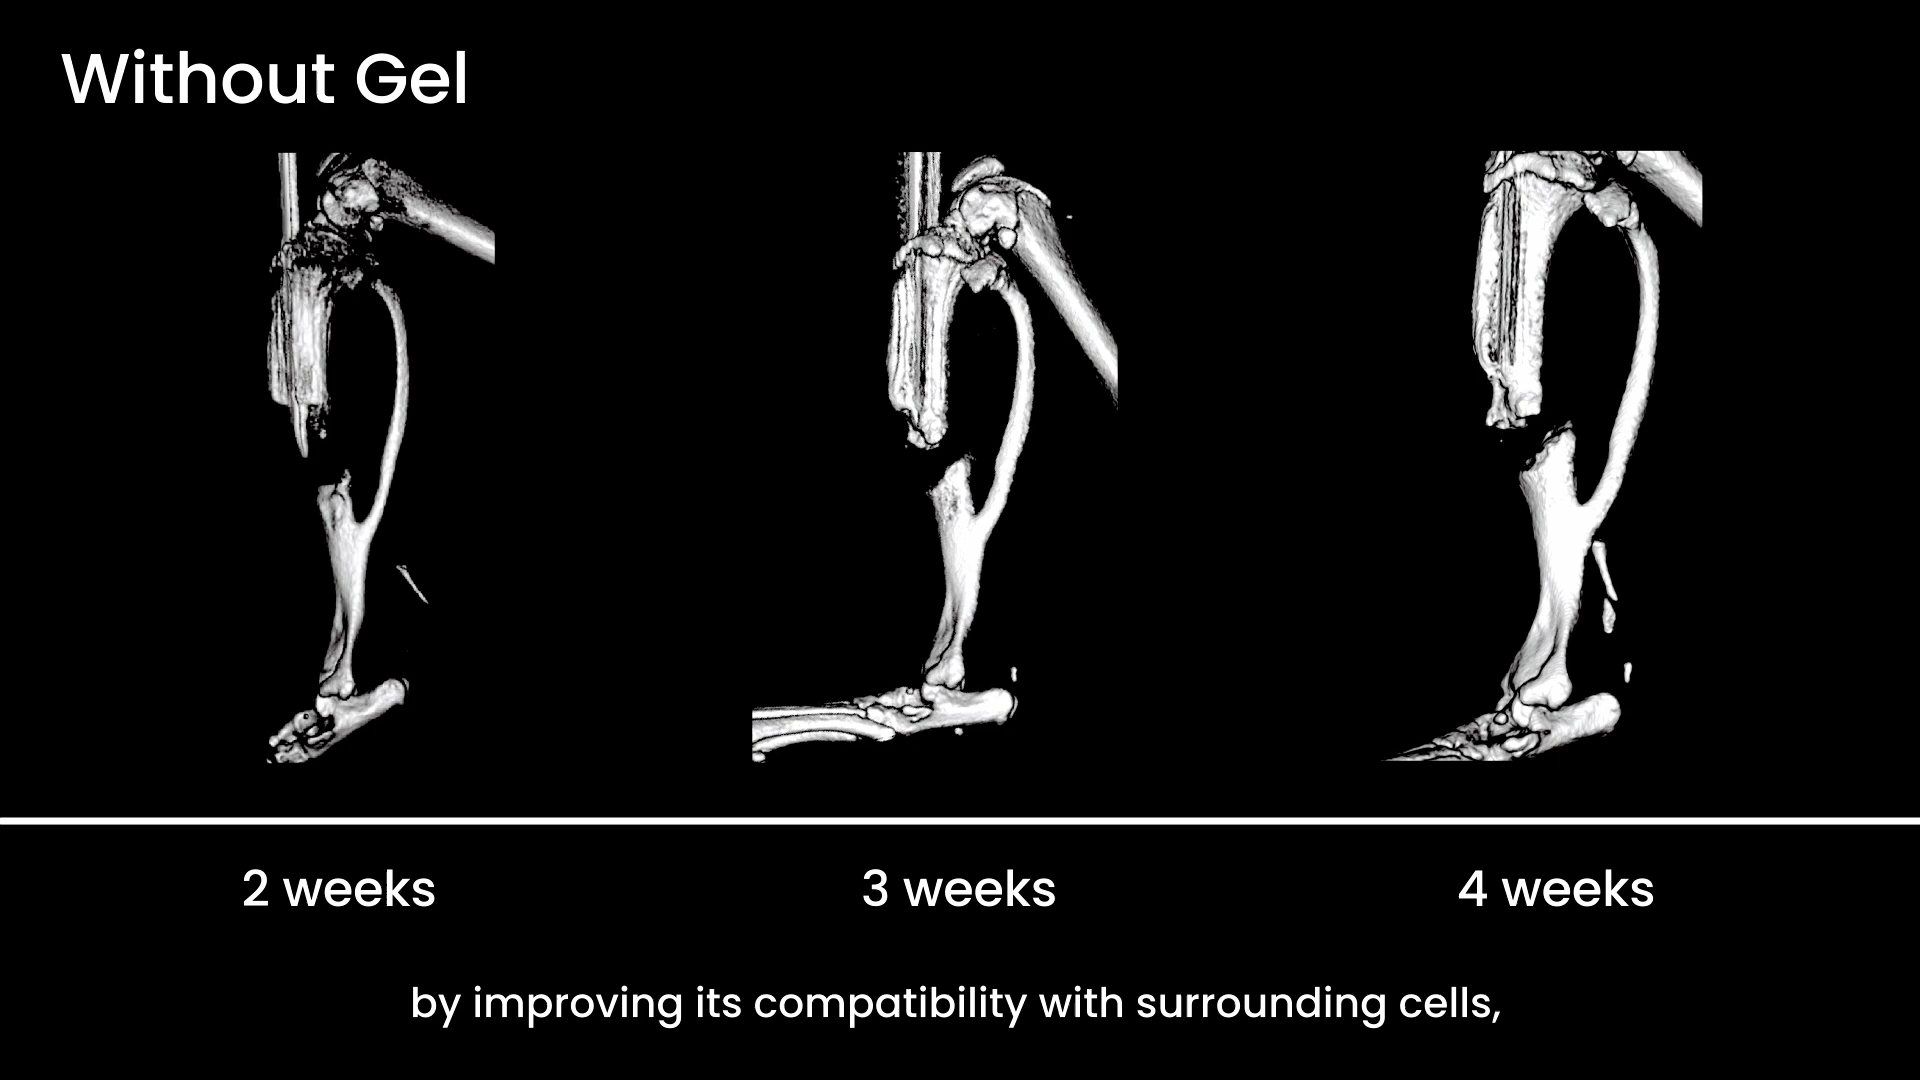 Without Gel
2 weeks
3 weeks
4 weeks
by improving its compatibility with surrounding cells,